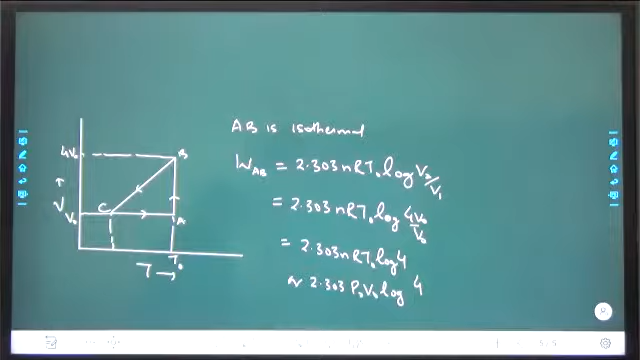 AB is isothermal
W_AB = 2.303 nRT₀ log V₂/V₁
= 2.303 nRT₀ log 4V₀/V₀
= 2.303 nRT₀ log 4
~ 2.303 P₀V₀ log 4
4V₀
B
V →
C
V₀
A
T₀
T →